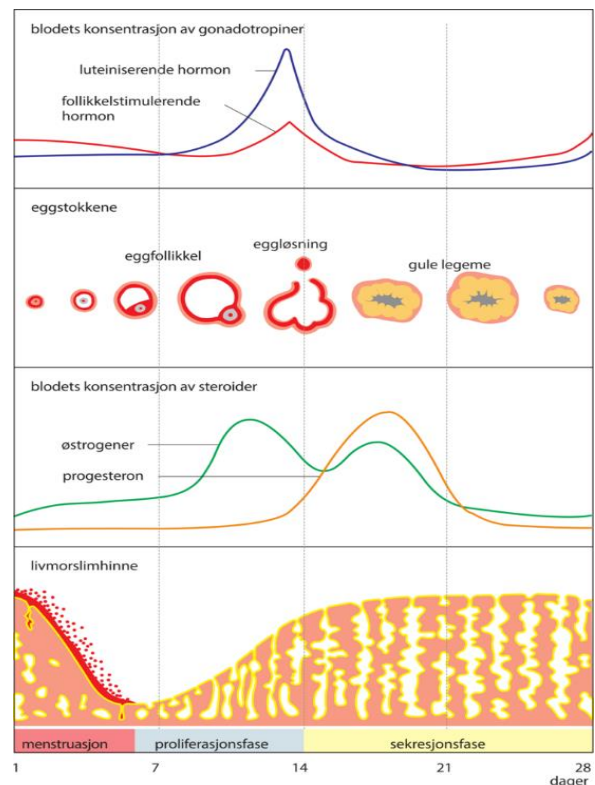 blodets konsentrasjon av gonadotropiner
luteiniserende hormon
follikkelstimulerende
hormon
eggstokkene
eggfollikkel
eggløsning
gule legeme
blodets konsentrasjon av steroider
østrogener
progesteron
livmorslimhinne
menstruasjon
proliferasjonsfase
sekresjonsfase
1
7
14
21
28
dager